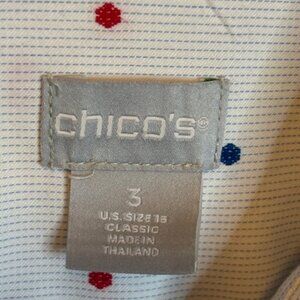 chico's®
3
U.S. SIZE 16
CLASSIC
MADE IN
THAILAND